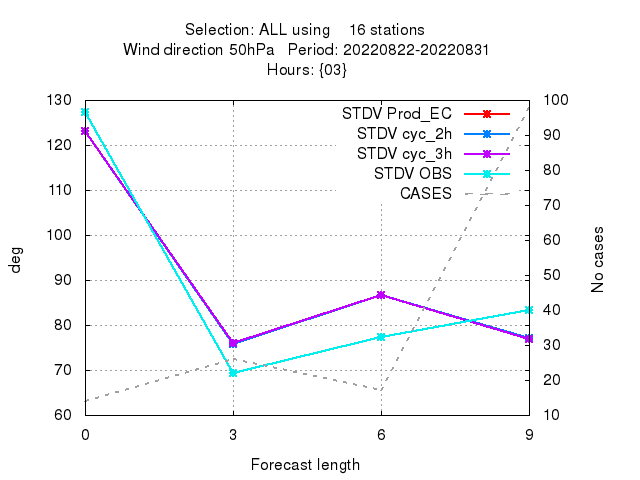 Selection: ALL using    16 stations
Wind direction 50hPa   Period: 20220822-20220831
Hours: {03}
130
120
110
100
90
80
70
60
100
90
80
70
60
50
40
30
20
10
STDV Prod_EC
STDV cyc_2h
STDV cyc_3h
STDV OBS
CASES
deg
No cases
0
3
6
9
Forecast length